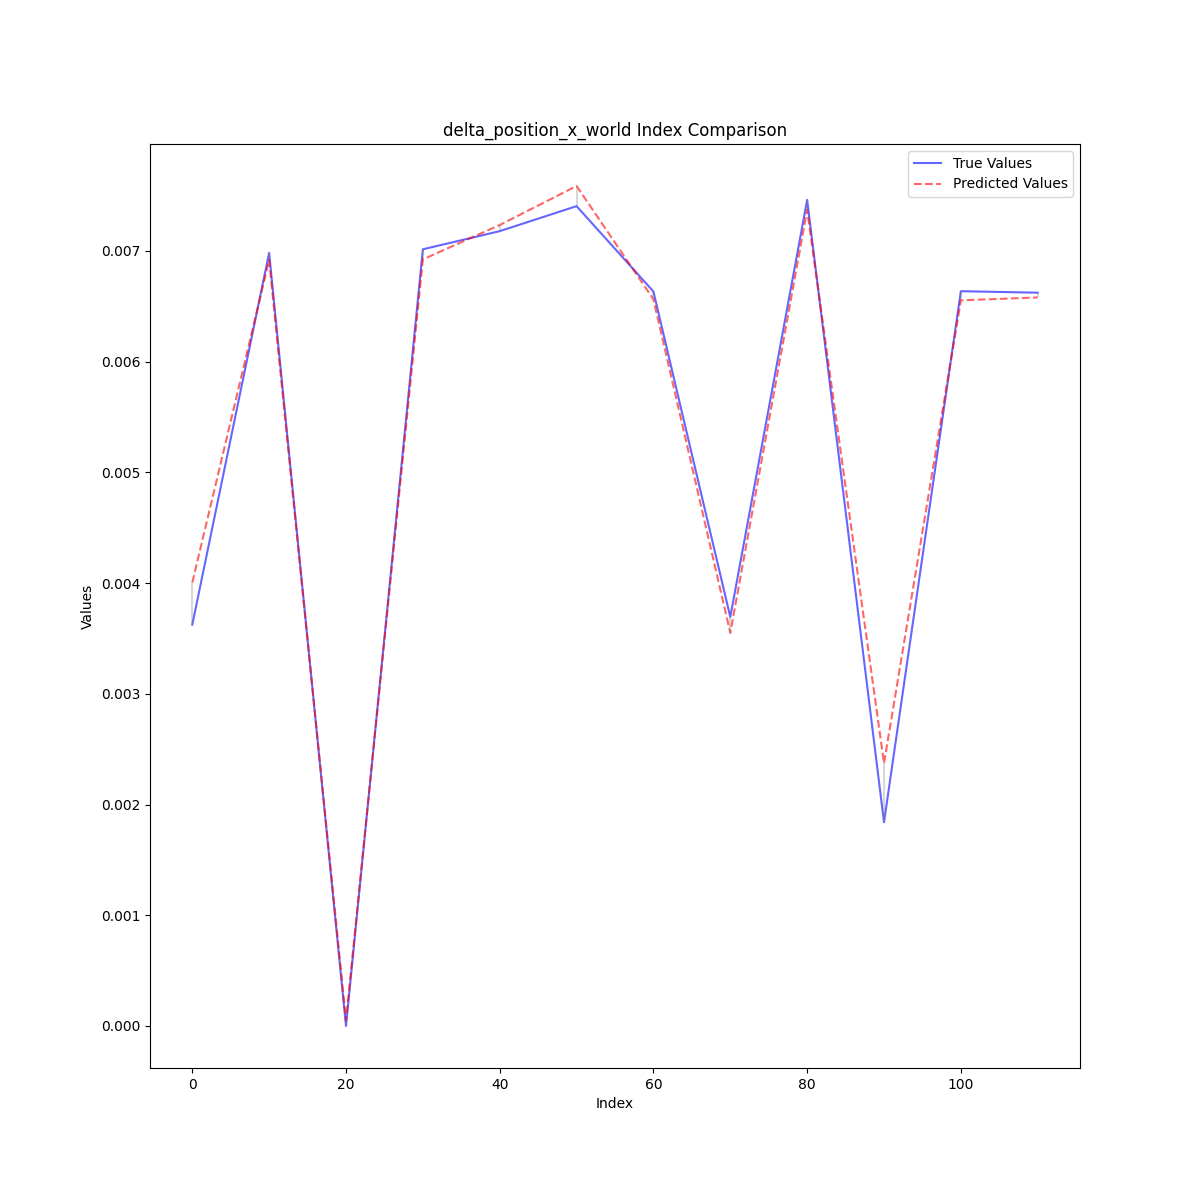 delta_position_x_world Index Comparison
True Values
Predicted Values
0.007
0.006
0.005
0.004
0.003
0.002
0.001
0.000
Values
0 20 40 60 80 100
Index